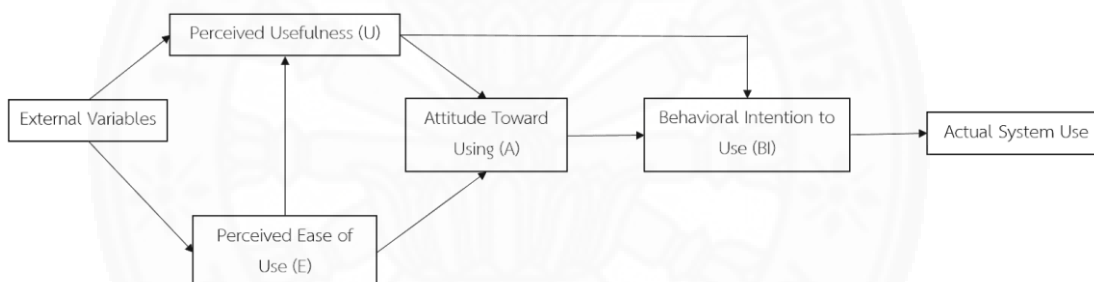 Perceived Usefulness (U)
External Variables
Attitude Toward
Using (A)
Behavioral Intention to
Use (BI)
Actual System Use
Perceived Ease of
Use (E)